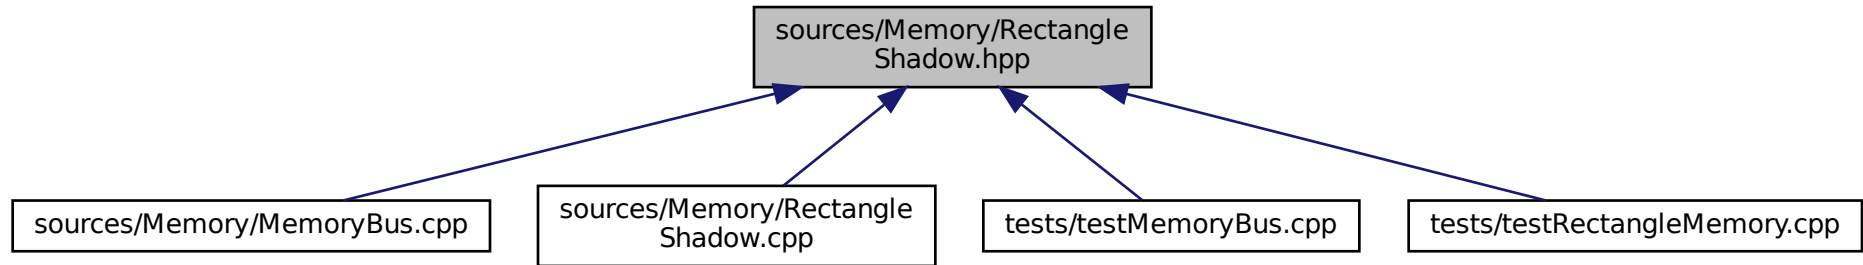 sources/Memory/Rectangle
Shadow.hpp
sources/Memory/MemoryBus.cpp
sources/Memory/Rectangle
Shadow.cpp
tests/testMemoryBus.cpp
tests/testRectangleMemory.cpp